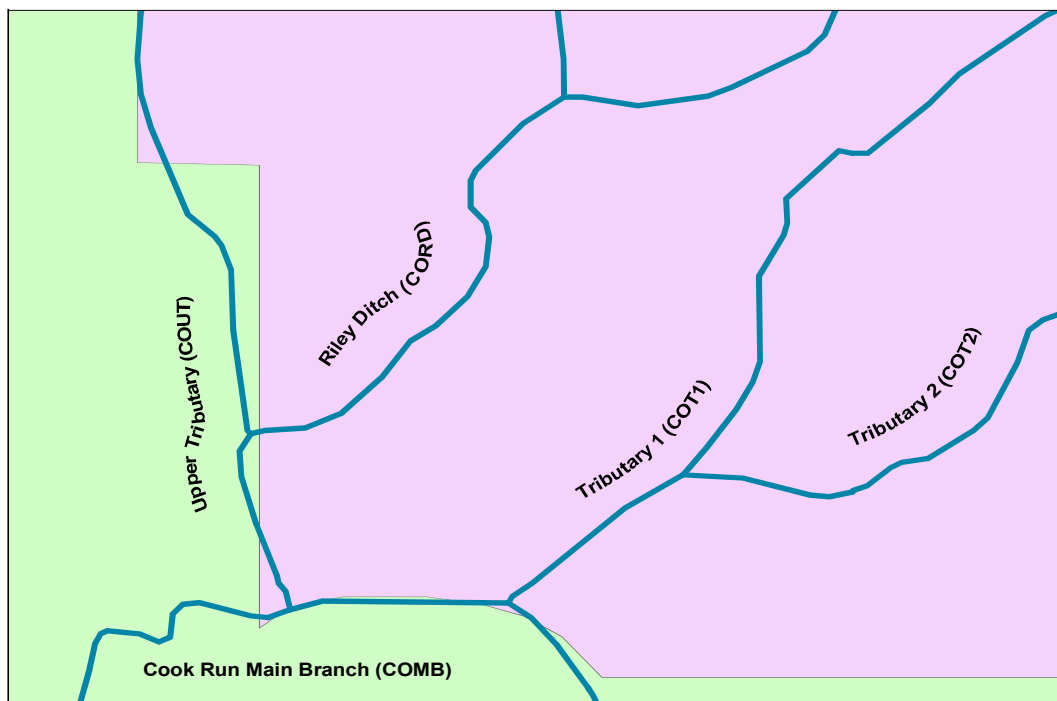 Riley Ditch (CORD)
Upper Tributary (COUT)
Tributary 1 (COT1)
Tributary 2 (COT2)
Cook Run Main Branch (COMB)